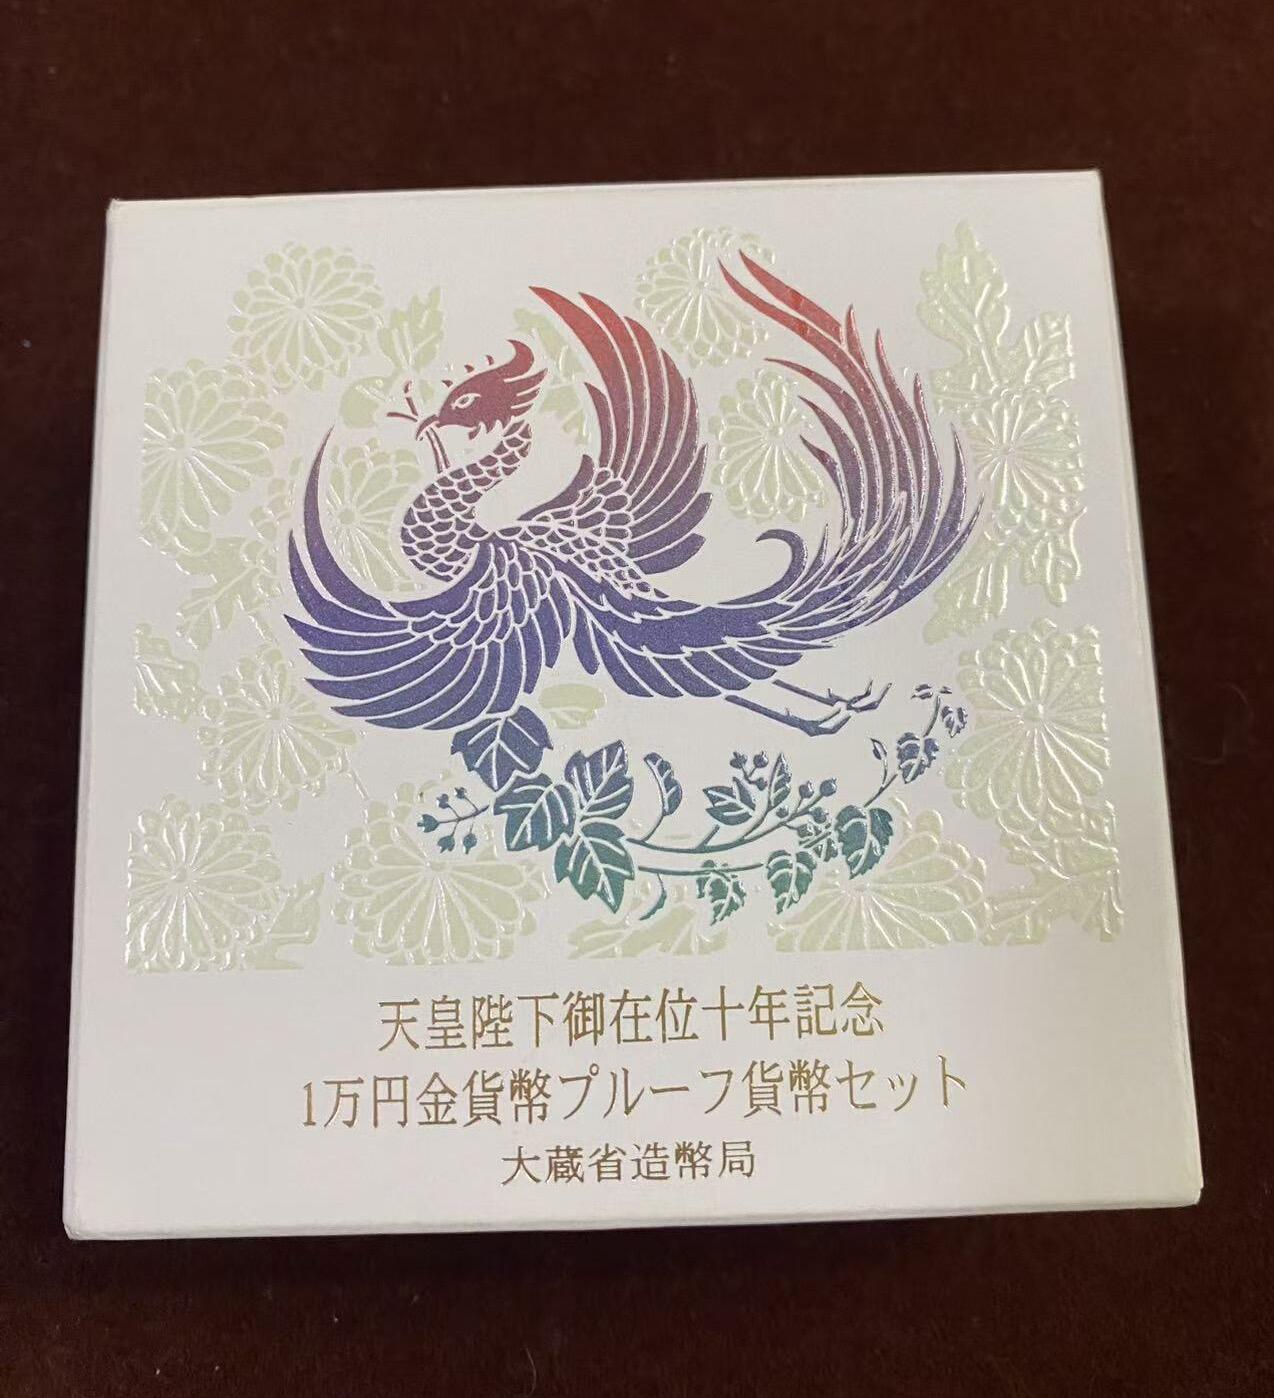 天皇陛下御在位十年記念
1万円金貨幣プルーフ貨幣セット
大蔵省造幣局